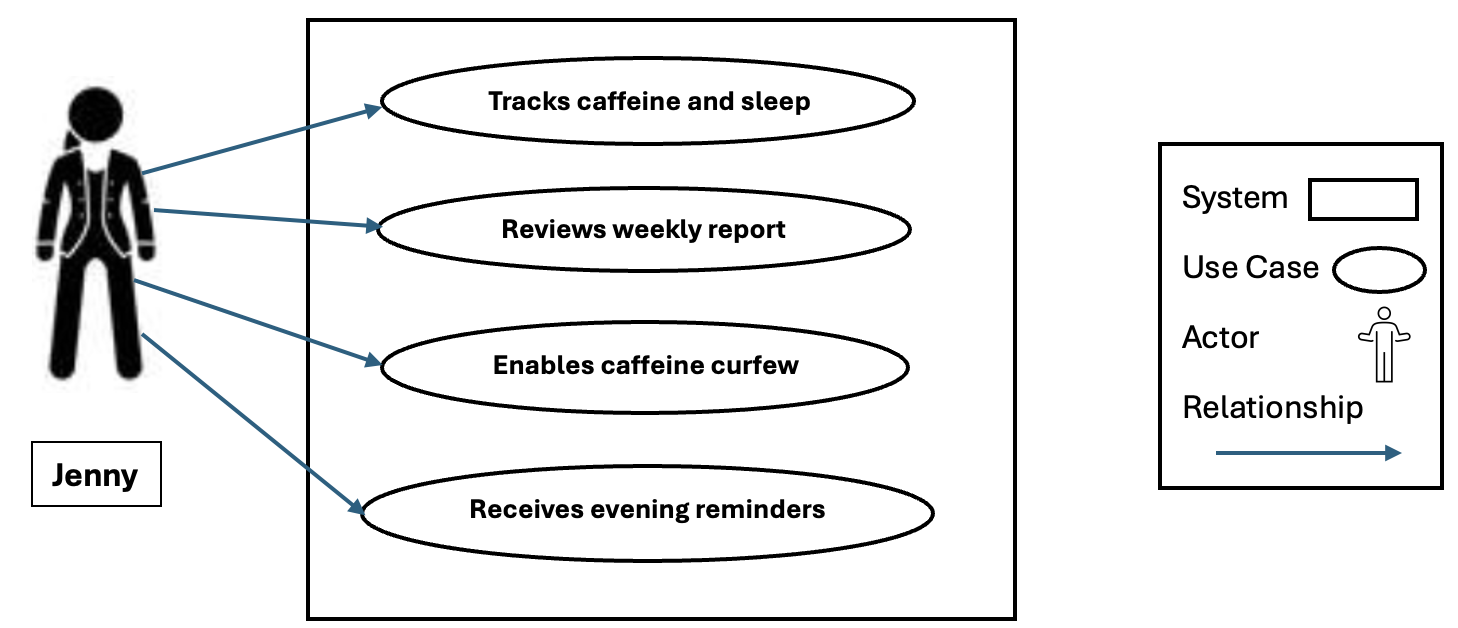 Tracks caffeine and sleep
Reviews weekly report
Enables caffeine curfew
Receives evening reminders
Jenny
System
Use Case
Actor
Relationship